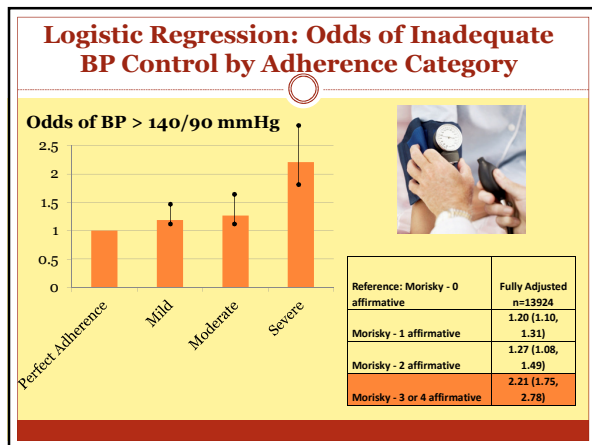 Logistic Regression: Odds of Inadequate
BP Control by Adherence Category
Odds of BP > 140/90 mmHg
2.5
2
1.5
1
0.5
0
Perfect Adherence
Mild
Moderate
Severe
Reference: Morisky - 0
affirmative
Fully Adjusted
n=13924
Morisky - 1 affirmative
1.20 (1.10,
1.31)
Morisky - 2 affirmative
1.27 (1.08,
1.49)
Morisky - 3 or 4 affirmative
2.21 (1.75,
2.78)